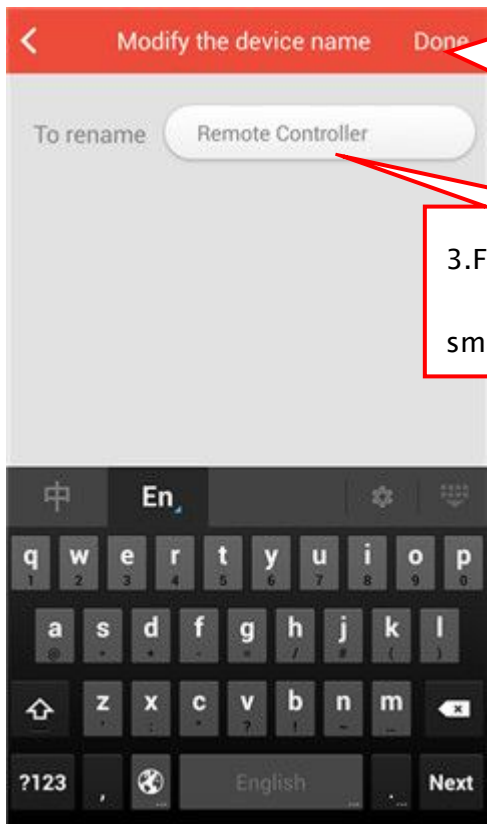 Modify the device name Done
To rename Remote Controller
3.F
sm
中 En
q w e r t y u i o p
1 2 3 4 5 6 7 8 9 0
a s d f g h j k l
z x c v b n m
?123 , English . Next